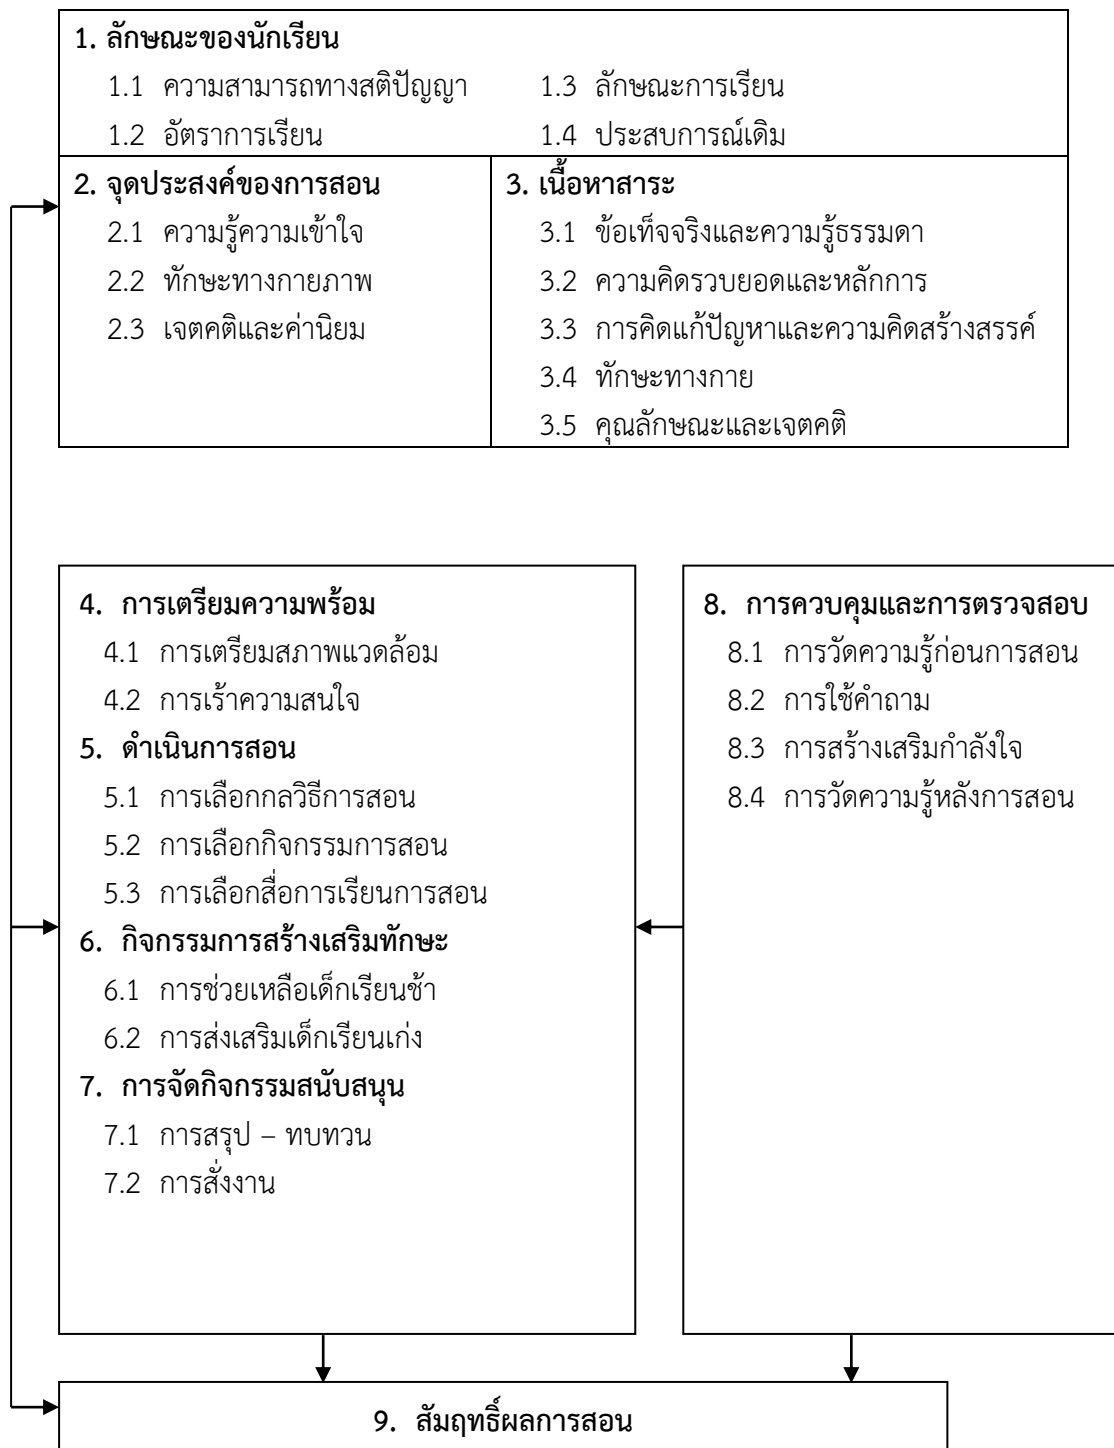 1. ลักษณะของนักเรียน
1.1 ความสามารถทางสติปัญญา
1.2 อัตราการเรียน
1.3 ลักษณะการเรียน
1.4 ประสบการณ์เดิม
2. จุดประสงค์ของการสอน
2.1 ความรู้ความเข้าใจ
2.2 ทักษะทางกายภาพ
2.3 เจตคติและค่านิยม
3. เนื้อหาสาระ
3.1 ข้อเท็จจริงและความรู้ธรรมดา
3.2 ความคิดรวบยอดและหลักการ
3.3 การคิดแก้ปัญหาและความคิดสร้างสรรค์
3.4 ทักษะทางกาย
3.5 คุณลักษณะและเจตคติ
4. การเตรียมความพร้อม
4.1 การเตรียมสภาพแวดล้อม
4.2 การเร้าความสนใจ
5. ดำเนินการสอน
5.1 การเลือกกลวิธีการสอน
5.2 การเลือกกิจกรรมการสอน
5.3 การเลือกสื่อการเรียนการสอน
6. กิจกรรมการสร้างเสริมทักษะ
6.1 การช่วยเหลือเด็กเรียนช้า
6.2 การส่งเสริมเด็กเรียนเก่ง
7. การจัดกิจกรรมสนับสนุน
7.1 การสรุป – ทบทวน
7.2 การสั่งงาน
8. การควบคุมและการตรวจสอบ
8.1 การวัดความรู้ก่อนการสอน
8.2 การใช้คำถาม
8.3 การสร้างเสริมกำลังใจ
8.4 การวัดความรู้หลังการสอน
9. สัมฤทธิ์ผลการสอน